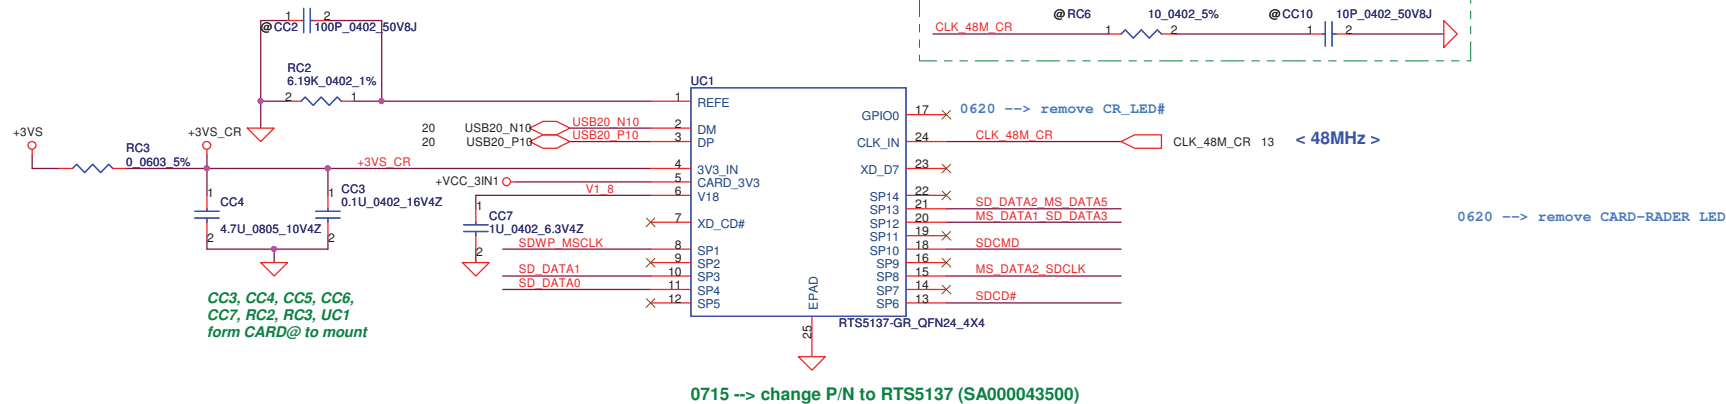 1 2
@CC2 100P_0402_50V8J
RC2
6.19K_0402_1%
2 1
+3VS
+3VS_CR
RC3
0_0603_5%
+3VS_CR
1
CC4
4.7U_0805_10V4Z
2
1
CC3
0.1U_0402_16V4Z
2
CC3, CC4, CC5, CC6,
CC7, RC2, RC3, UC1
form CARD@ to mount
20 USB20_N10 USB20_N10
20 USB20_P10 USB20_P10
+VCC_3IN1
V1_8
1
CC7
1U_0402_6.3V4Z
2
SDWP_MSCLK
SD_DATA1
SD_DATA0
UC1
1 REFE
2 DM
3 DP
4 3V3_IN
5 CARD_3V3
6 V18
7 XD_CD#
8 SP1
9 SP2
10 SP3
11 SP4
12 SP5
EPAD
25
GPIO0 17
CLK_IN 24
XD_D7 23
SP14 22
SP13 21
SP12 20
SP11 19
SP10 18
SP9 16
SP8 15
SP7 14
SP6 13
RTS5137-GR_QFN24_4X4
0620 --> remove CR_LED#
CLK_48M_CR
CLK_48M_CR 13 < 48MHz >
SD_DATA2_MS_DATA5
MS_DATA1_SD_DATA3
SDCMD
MS_DATA2_SDCLK
SDCD#
@RC6 10_0402_5%
@CC10 10P_0402_50V8J
CLK_48M_CR 1 2 1 2
0620 --> remove CARD-RADER LED
0715 --> change P/N to RTS5137 (SA000043500)